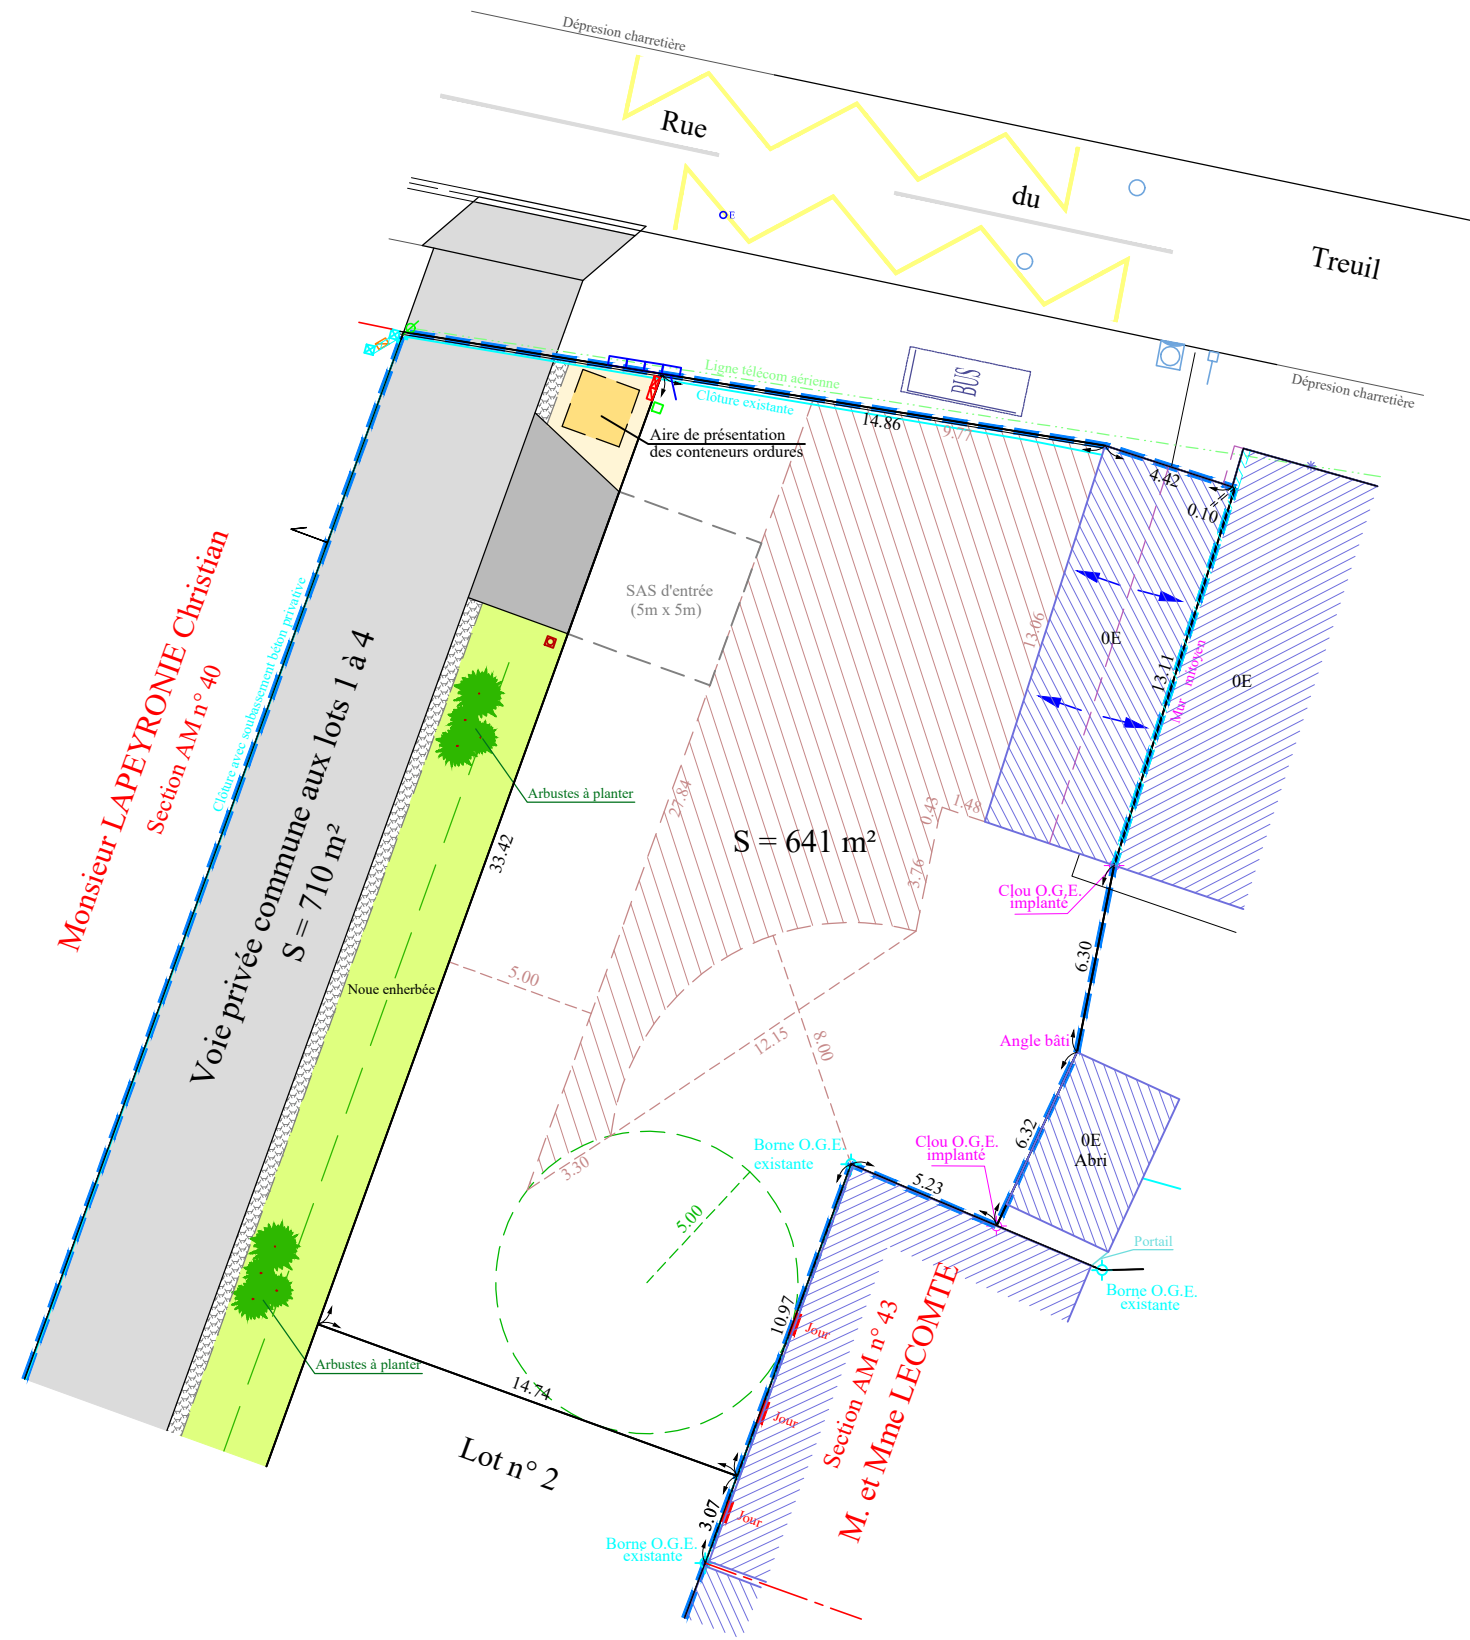 Dépresion charretière
Rue
du
Treuil
E
BUS
Ligne télécom aérienne
Clôture existante
Dépresion charretière
14.86
9.77
Aire de présentation
des conteneurs ordures
4.42
0.10
SAS d'entrée
(5m x 5m)
13.06
0E
13.11
Mur mitoyen
0E
Monsieur LAPEYRONIE Christian
Section AM n° 40
Clôture avec soubassement béton privative
Voie privée commune aux lots 1 à 4
S = 710 m²
Arbustes à planter
27.84
33.42
S = 641 m²
0.43
1.48
3.76
Clou O.G.E.
implanté
6.30
5.00
Noue enherbée
12.15
8.00
Angle bâti
6.32
0E
Abri
Borne O.G.E.
existante
Clou O.G.E.
implanté
3.30
5.23
5.00
Portail
Borne O.G.E.
existante
10.97
Jour
Arbustes à planter
14.74
Jour
Section AM n° 43
M. et Mme LECOMTE
Lot n° 2
3.07
Jour
Borne O.G.E.
existante